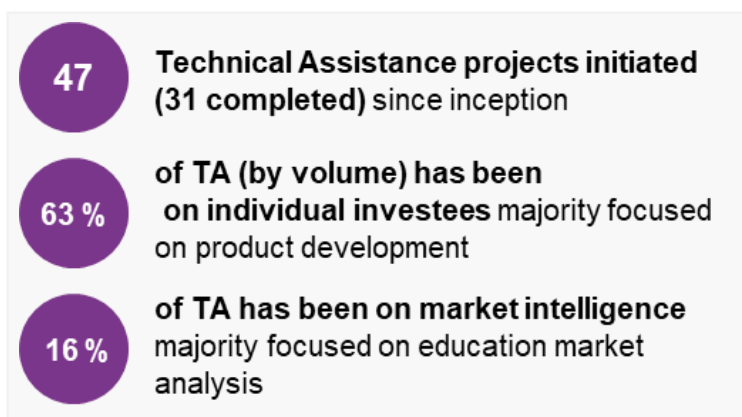 47
Technical Assistance projects initiated
(31 completed) since inception
63 %
of TA (by volume) has been
on individual investees majority focused
on product development
16 %
of TA has been on market intelligence
majority focused on education market
analysis